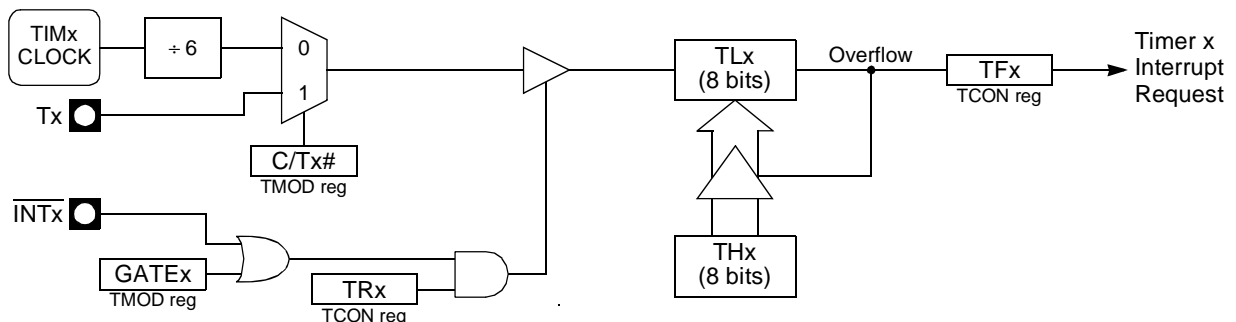 TIMx
CLOCK
÷ 6
0
1
Tx
C/Tx#
TMOD reg
INTx
GATEx
TMOD reg
TRx
TCON reg
TLx
(8 bits)
Overflow
TFx
TCON reg
Timer x
Interrupt
Request
THx
(8 bits)